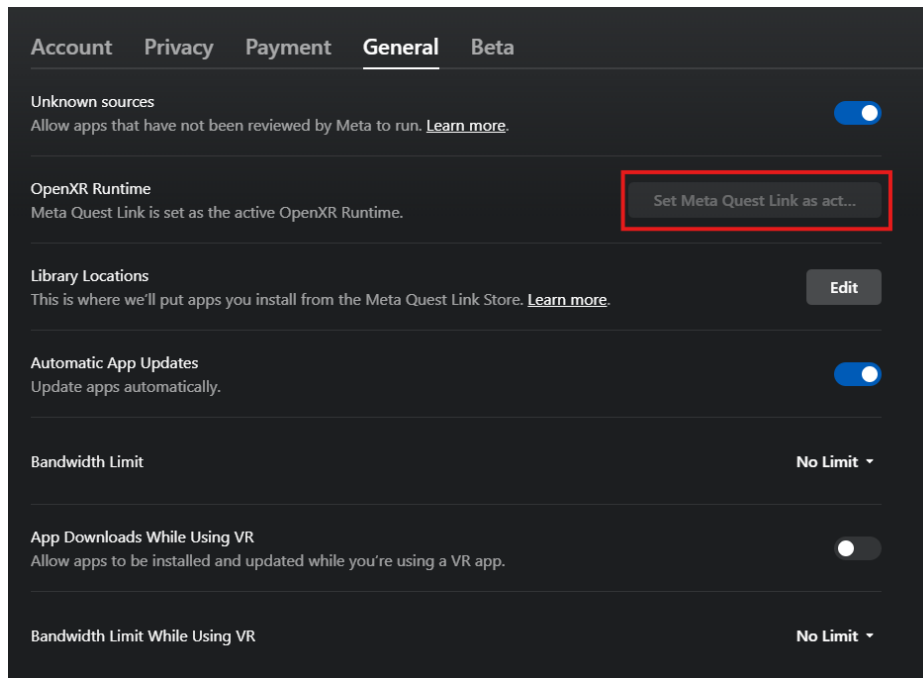 Account Privacy Payment General Beta
Unknown sources
Allow apps that have not been reviewed by Meta to run. Learn more.
OpenXR Runtime
Meta Quest Link is set as the active OpenXR Runtime.
Set Meta Quest Link as act...
Library Locations
This is where we'll put apps you install from the Meta Quest Link Store. Learn more.
Edit
Automatic App Updates
Update apps automatically.
Bandwidth Limit
No Limit
App Downloads While Using VR
Allow apps to be installed and updated while you're using a VR app.
Bandwidth Limit While Using VR
No Limit